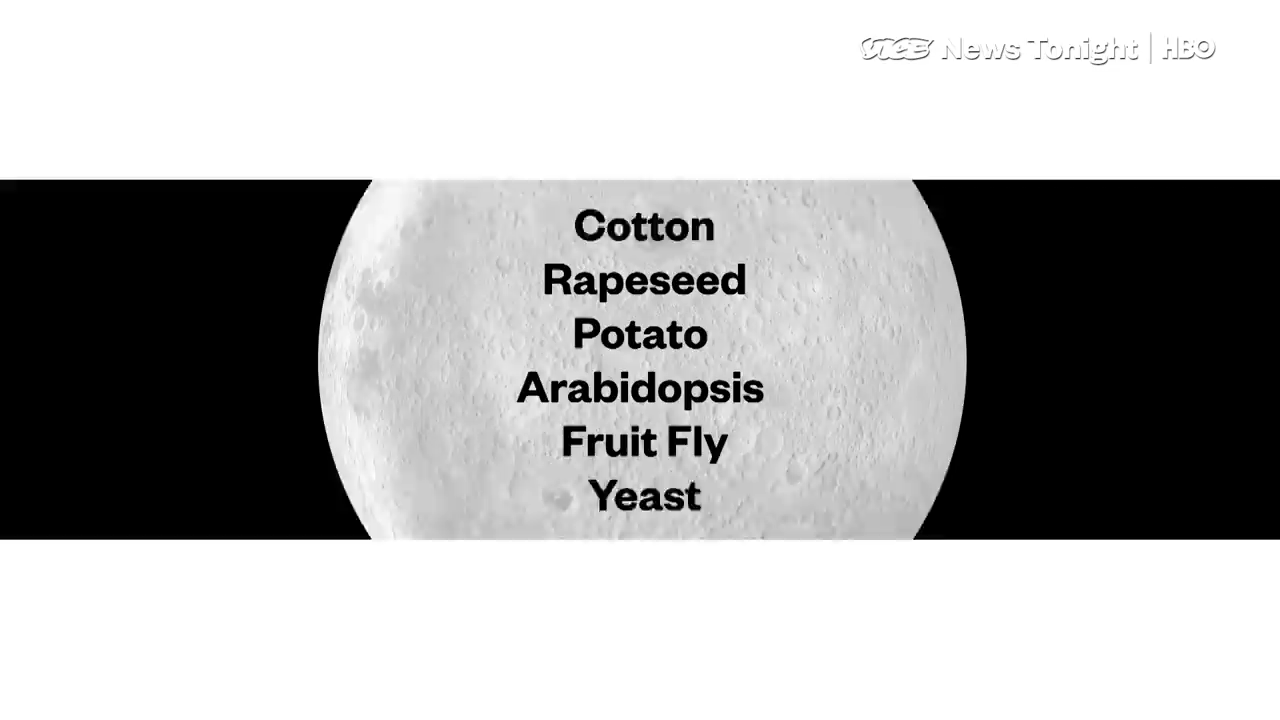 VICE News Tonight | HBO
Cotton
Rapeseed
Potato
Arabidopsis
Fruit Fly
Yeast